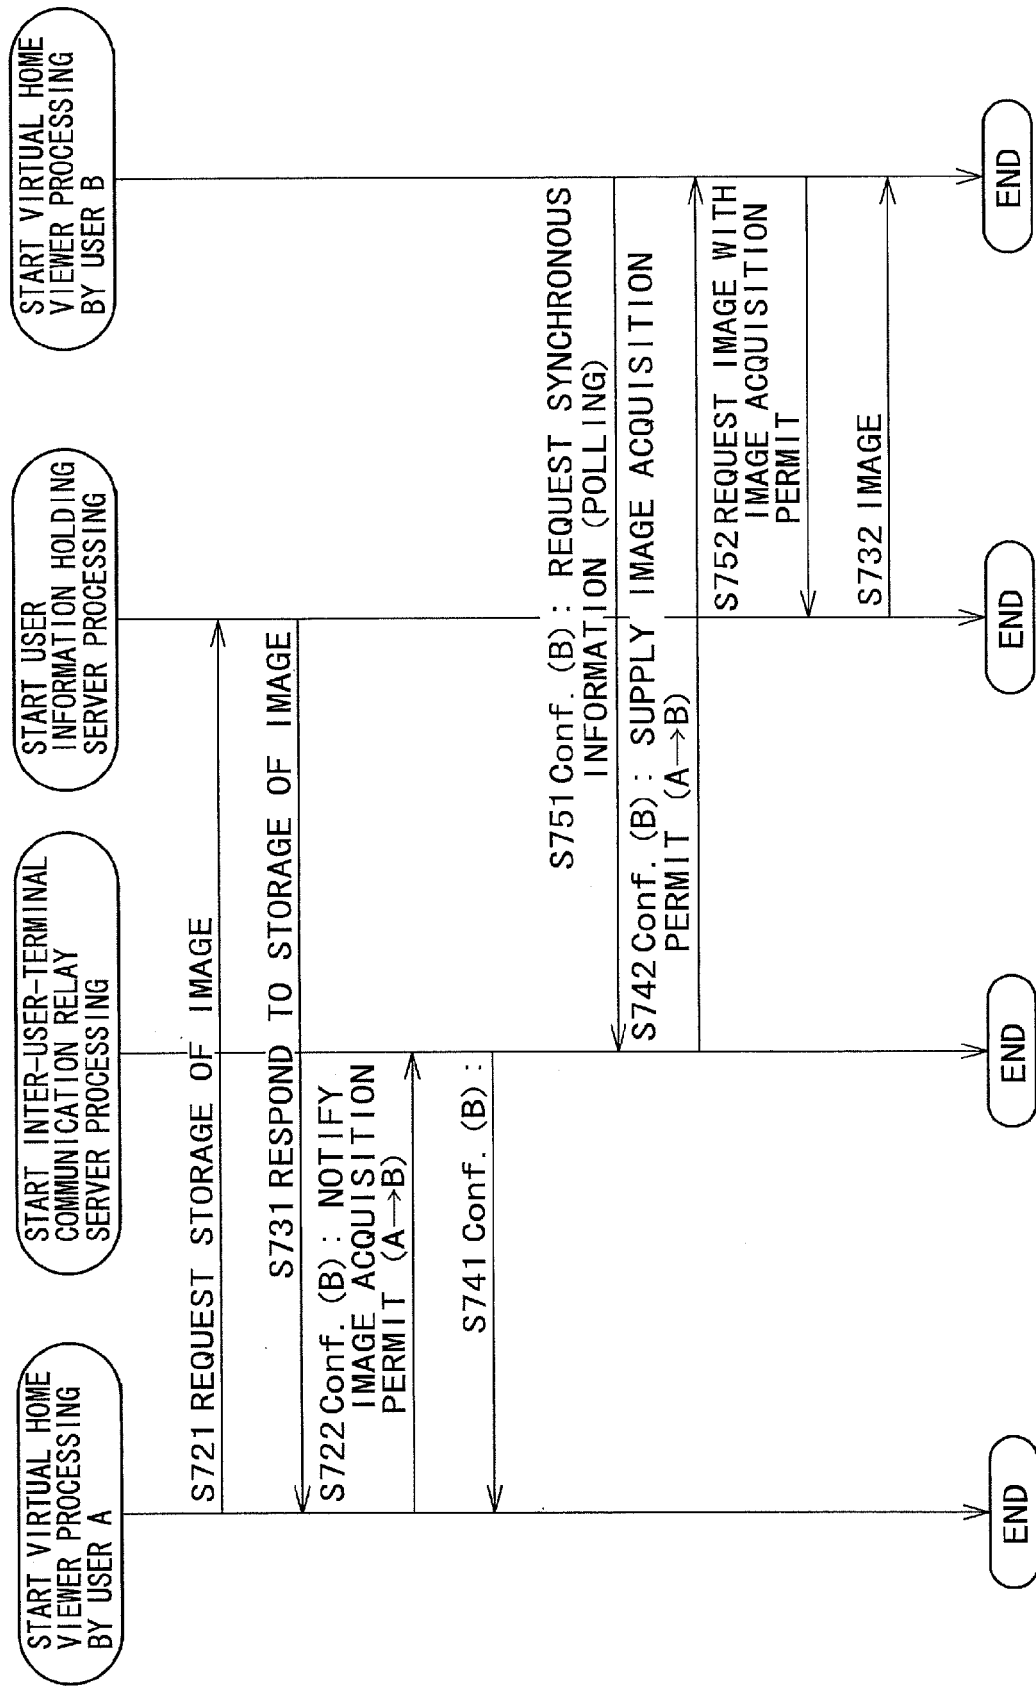 START VIRTUAL HOME
VIEWER PROCESSING
BY USER A
START INTER-USER-TERMINAL
COMMUNICATION RELAY
SERVER PROCESSING
START USER
INFORMATION HOLDING
SERVER PROCESSING
START VIRTUAL HOME
VIEWER PROCESSING
BY USER B
S721 REQUEST STORAGE OF IMAGE
S731 RESPOND TO STORAGE OF IMAGE
S722 Conf. (B) : NOTIFY
IMAGE ACQUISITION
PERMIT (A→B)
S741 Conf. (B) :
S751 Conf. (B) : REQUEST SYNCHRONOUS
INFORMATION (POLLING)
S742 Conf. (B) : SUPPLY IMAGE ACQUISITION
PERMIT (A→B)
S752 REQUEST IMAGE WITH
IMAGE ACQUISITION
PERMIT
S732 IMAGE
END
END
END
END